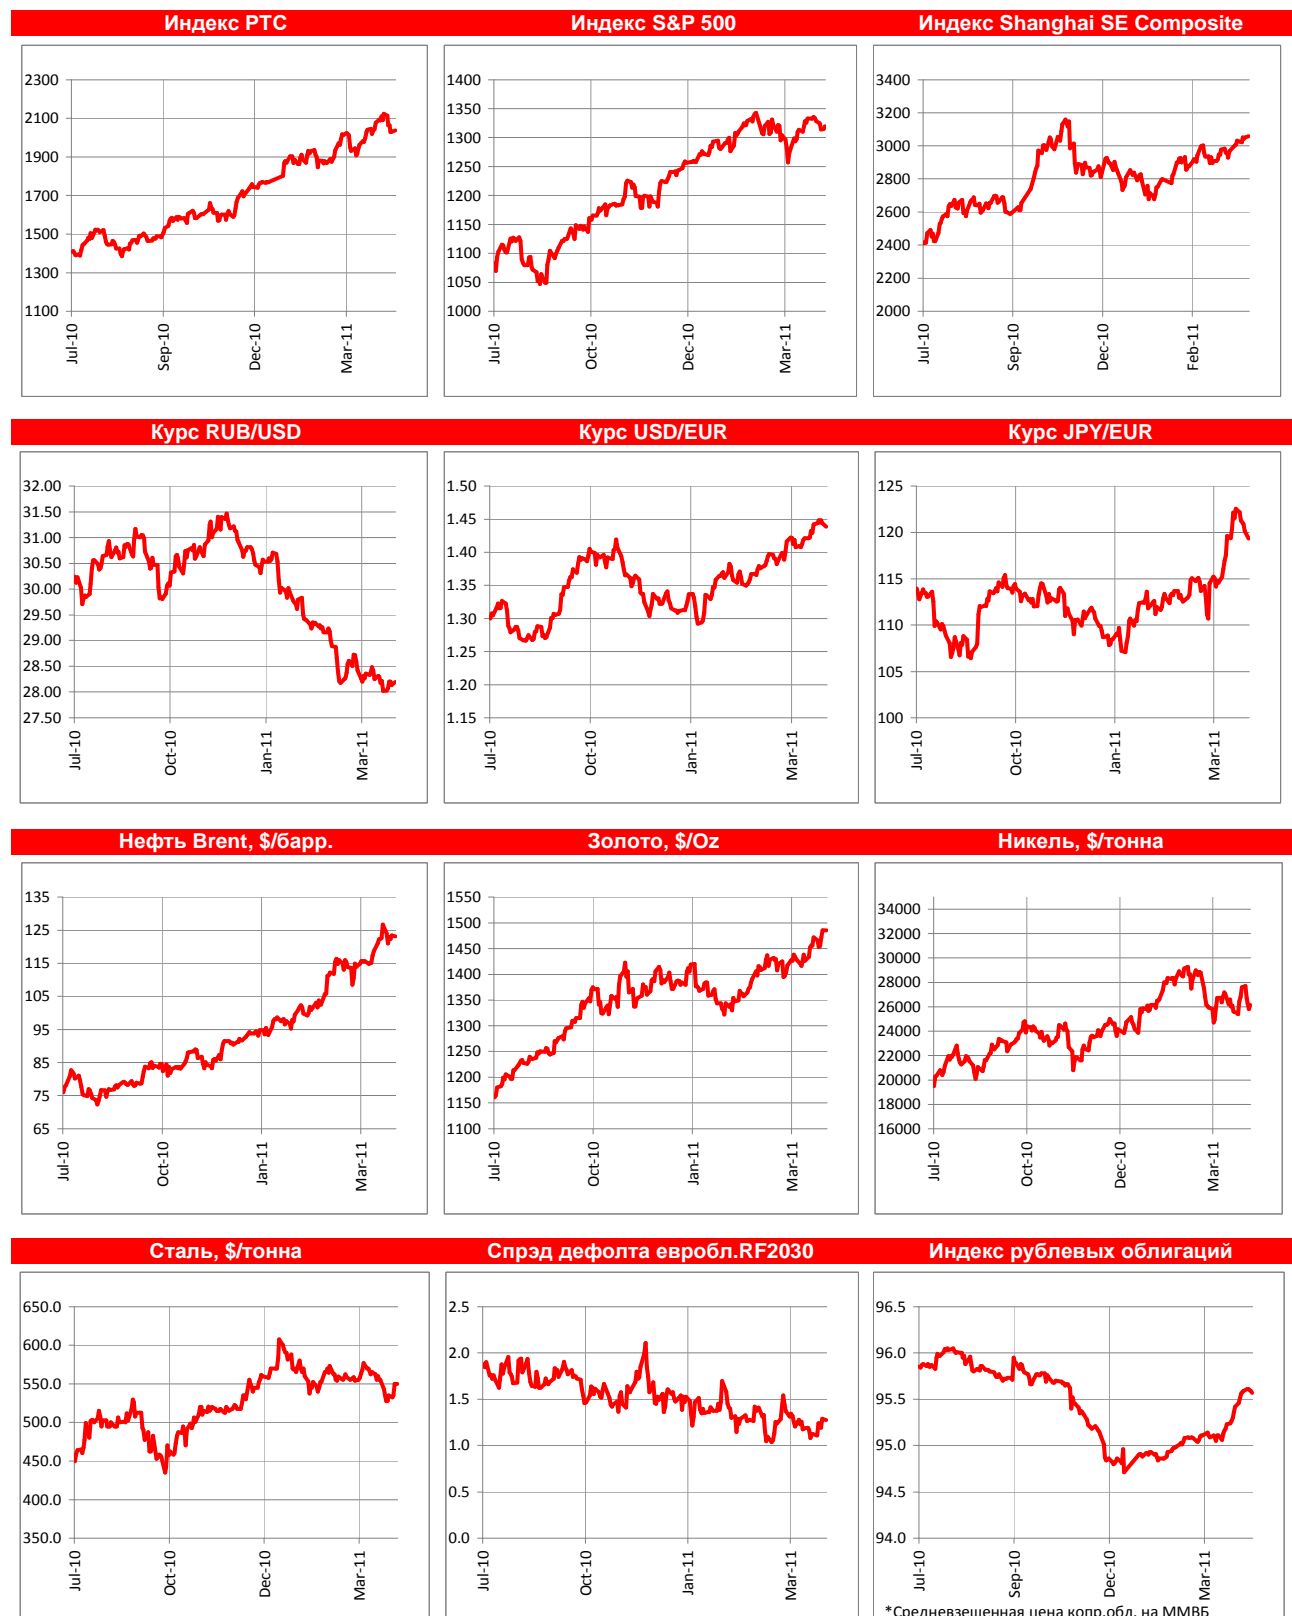 Индекс РТС
2300
2100
1900
1700
1500
1300
1100
Jul-10
Sep-10
Dec-10
Mar-11
Индекс S&P 500
1400
1350
1300
1250
1200
1150
1100
1050
1000
Jul-10
Oct-10
Dec-10
Mar-11
Индекс Shanghai SE Composite
3400
3200
3000
2800
2600
2400
2200
2000
Jul-10
Sep-10
Dec-10
Feb-11
Курс RUB/USD
32.00
31.50
31.00
30.50
30.00
29.50
29.00
28.50
28.00
27.50
Jul-10
Oct-10
Jan-11
Mar-11
Курс USD/EUR
1.50
1.45
1.40
1.35
1.30
1.25
1.20
1.15
Jul-10
Oct-10
Jan-11
Mar-11
Курс JPY/EUR
125
120
115
110
105
100
Jul-10
Oct-10
Jan-11
Mar-11
Нефть Brent, $/барр.
135
125
115
105
95
85
75
65
Jul-10
Oct-10
Jan-11
Mar-11
Золото, $/Oz
1550
1500
1450
1400
1350
1300
1250
1200
1150
1100
Jul-10
Oct-10
Jan-11
Mar-11
Никель, $/тонна
34000
32000
30000
28000
26000
24000
22000
20000
18000
16000
Jul-10
Oct-10
Dec-10
Mar-11
Сталь, $/тонна
650.0
600.0
550.0
500.0
450.0
400.0
350.0
Jul-10
Oct-10
Dec-10
Mar-11
Спрэд дефолта евробл.RF2030
2.5
2.0
1.5
1.0
0.5
0.0
Jul-10
Oct-10
Jan-11
Mar-11
Индекс рублевых облигаций
96.5
96.0
95.5
95.0
94.5
94.0
Jul-10
Sep-10
Dec-10
Mar-11
*Средневзешенная цена копр.обл. на ММВБ